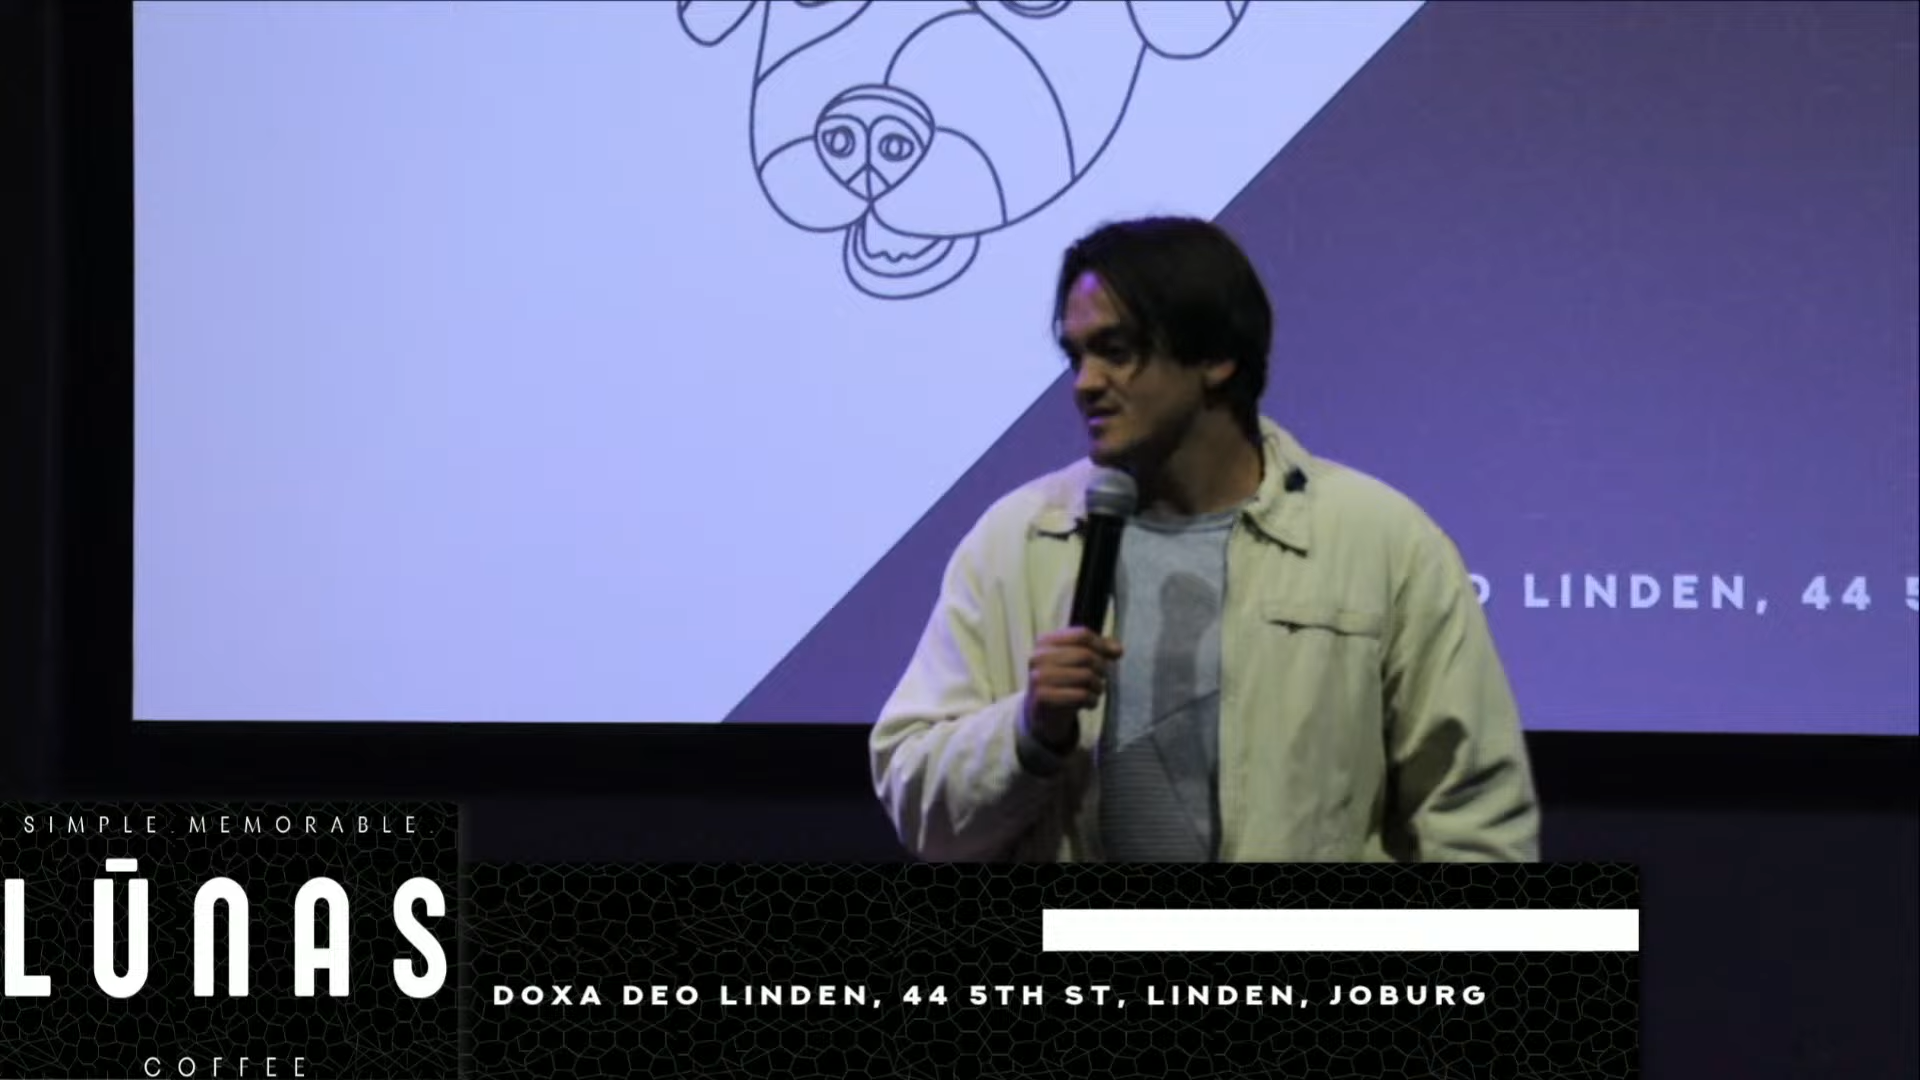 O LINDEN, 44 5
SIMPLE.MEMORABLE.
LŪNAS
COFFEE
DOXA DEO LINDEN, 44 5TH ST, LINDEN, JOBURG